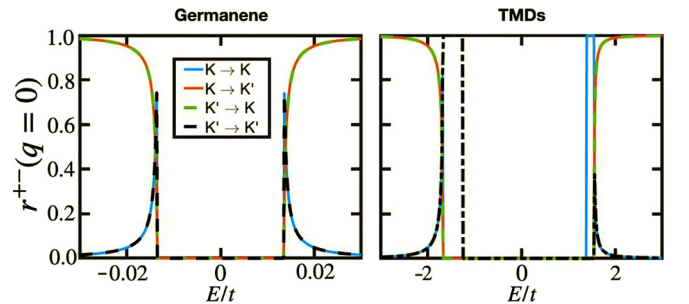 Germanene
TMDs
r⁺⁻(q = 0)
1.0
0.8
0.6
0.4
0.2
0.0
K → K
K → K'
K' → K
K' → K'
−0.02
0
0.02
E/t
−2
0
2
E/t